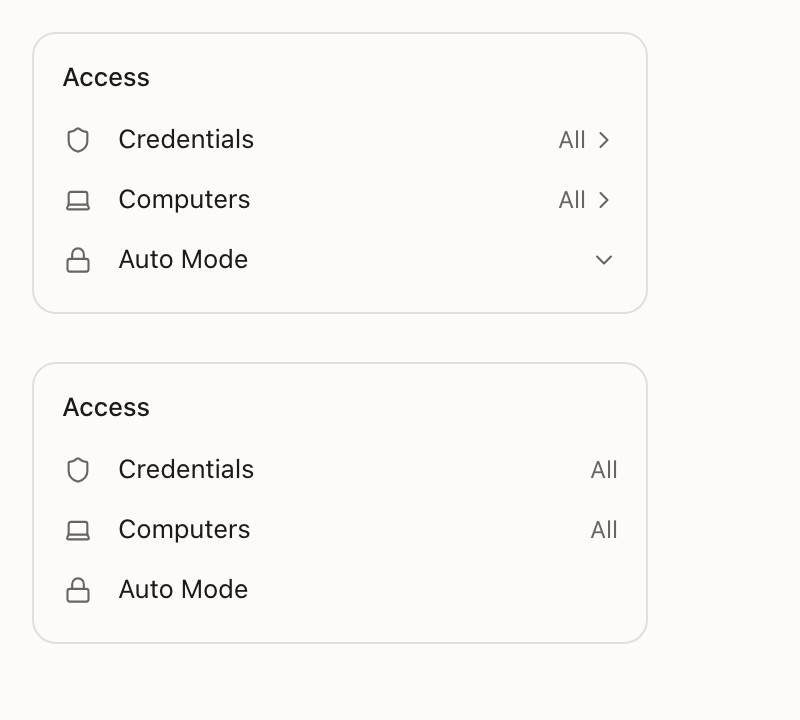 Access
Credentials All
Computers All
Auto Mode
Access
Credentials All
Computers All
Auto Mode